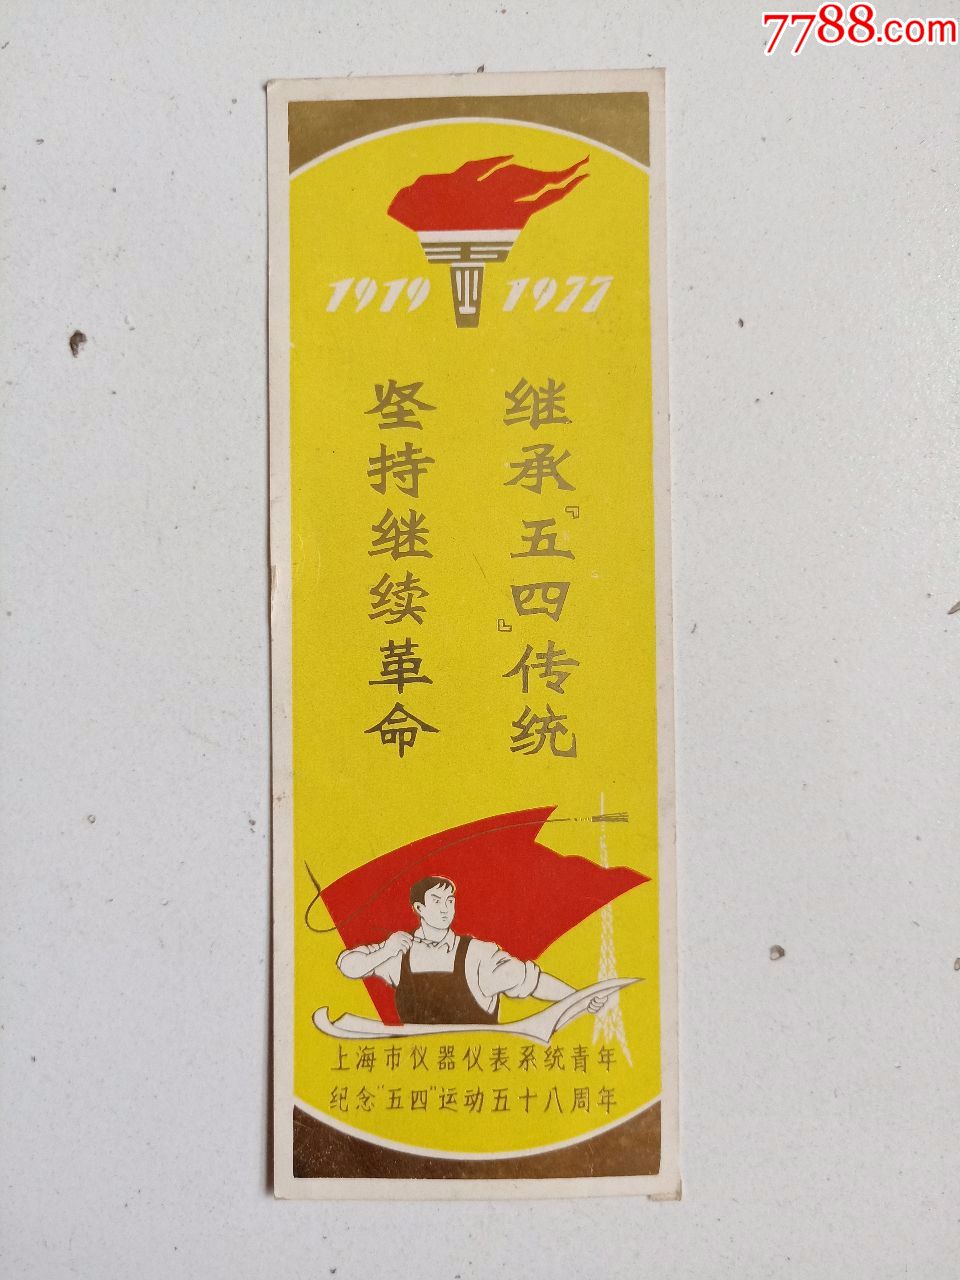 7788.com
1919 1977
继承『五四』传统
坚持继续革命
上海市仪器仪表系统青年
纪念"五四"运动五十八周年